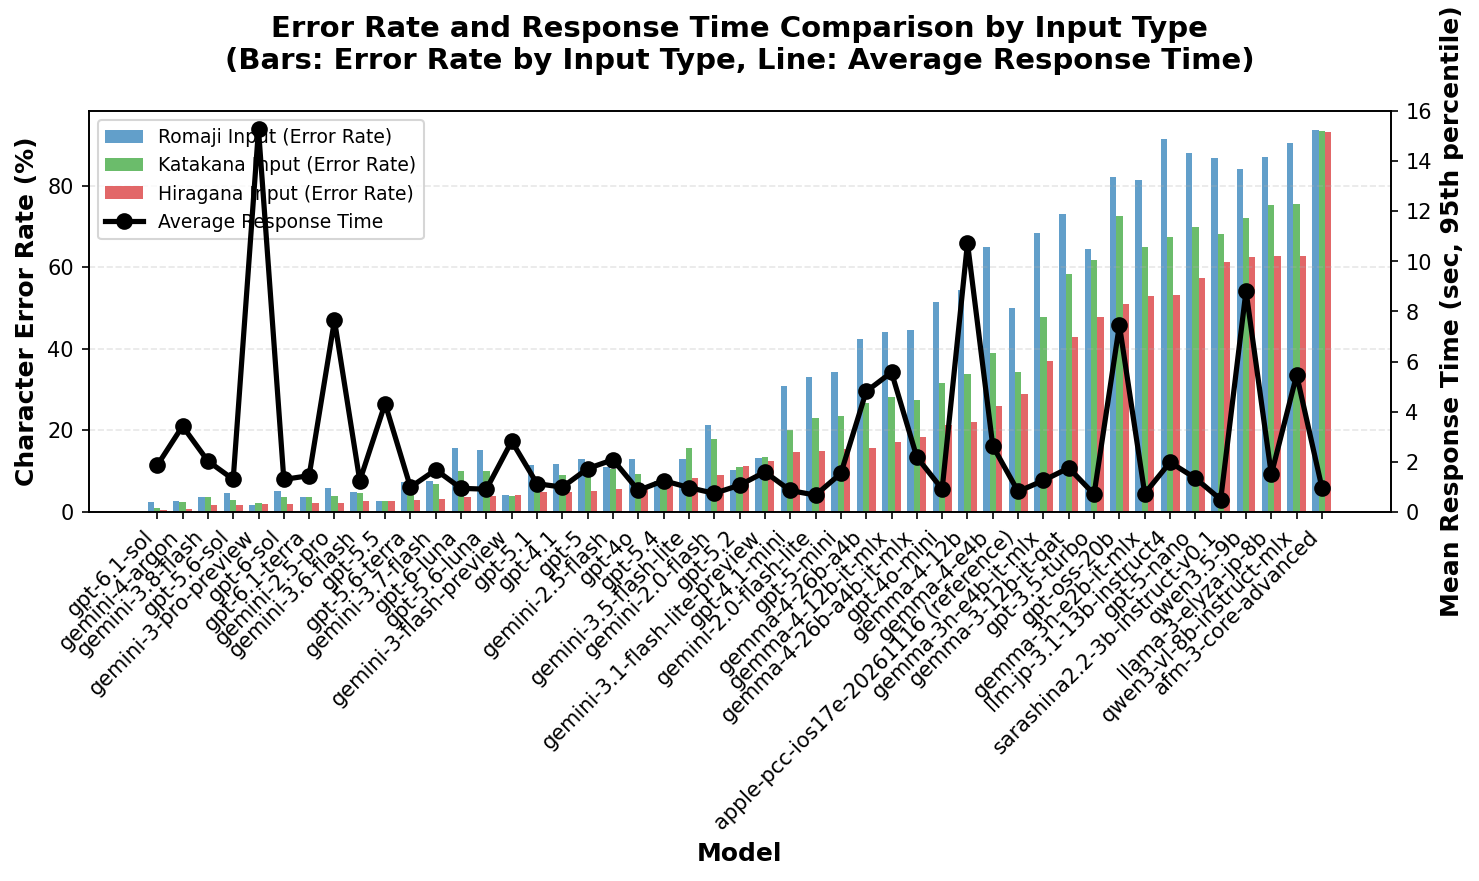 Error Rate and Response Time Comparison by Input Type
(Bars: Error Rate by Input Type, Line: Average Response Time)
Romaji Input (Error Rate)
Katakana Input (Error Rate)
Hiragana Input (Error Rate)
Average Response Time
Character Error Rate (%)
80
60
40
20
0
16
14
12
10
8
6
4
2
0
Mean Response Time (sec, 95th percentile)
gpt-6.1-sol
gemini-4-argon
gemini-3.8-flash
gpt-5.6-sol
gemini-3-pro-preview
gpt-6-sol
gpt-6.1-terra
gemini-2.5-pro
gemini-3.6-flash
gpt-5.5
gpt-5.6-terra
gemini-3.7-flash
gpt-6-luna
gpt-5.6-luna
gemini-3-flash-preview
gpt-5.1
gpt-4.1
gpt-5
gemini-2.5-flash
gpt-4o
gpt-5.4
gemini-3.5-flash-lite
gemini-2.0-flash
gpt-5.2
gemini-3.1-flash-lite-preview
gpt-4.1-mini
gemini-2.0-flash-lite
gpt-5-mini
gemma-4-26b-a4b
gemma-4-12b-it-mlx
gemma-4-26b-a4b-it-mlx
gpt-4o-mini
gemma-4-12b
gemma-4-e4b
apple-pcc-ios17e-20261116 (reference)
gemma-3n-e4b-it-mlx
gemma-3-12b-it-qat
gpt-3.5-turbo
gpt-oss-20b
gemma-3n-e2b-it-mlx
llm-jp-3.1-13b-instruct4
gpt-5-nano
sarashina2.2-3b-instruct-v0.1
qwen3.5-9b
llama-3-elyza-jp-8b
qwen3-vl-8b-instruct-mlx
afm-3-core-advanced
Model